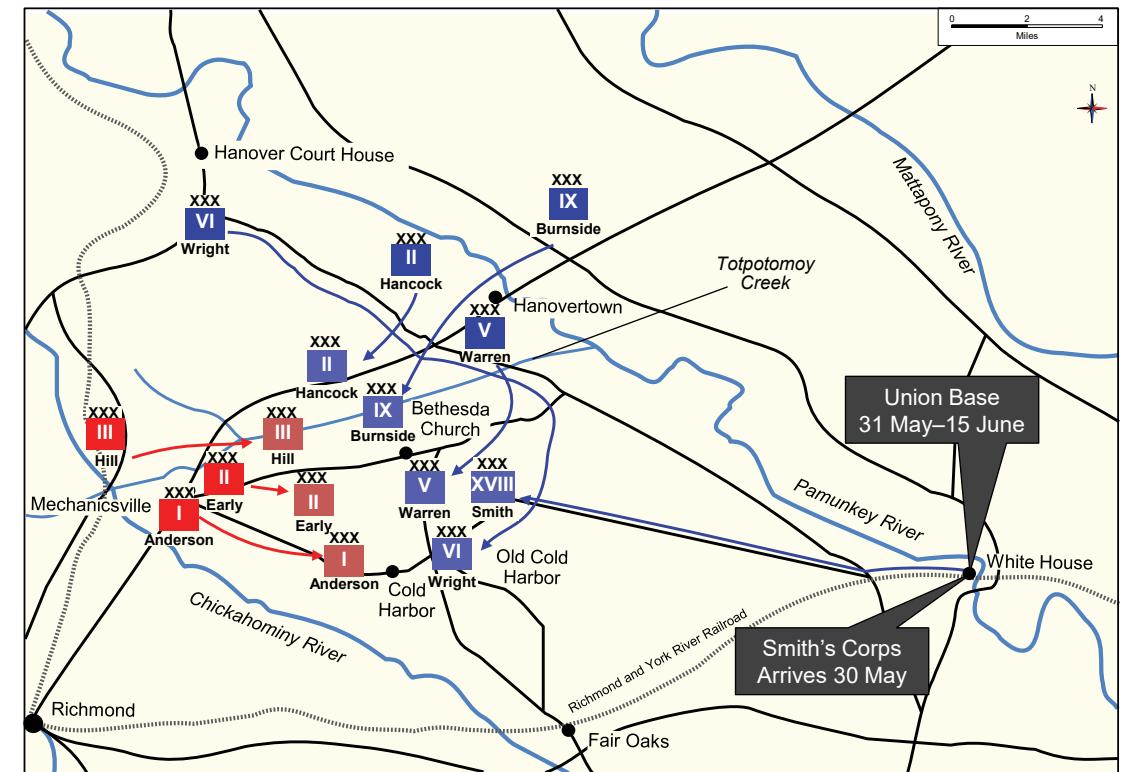 0 2 4
Miles
N
Hanover Court House
XXX
VI
Wright
XXX
IX
Burnside
XXX
II
Hancock
Mattapony RIver
Totpotomoy
Creek
Hanovertown
XXX
V
Warren
XXX
II
Hancock
XXX
IX
Burnside
Bethesda
Church
Union Base
31 May–15 June
XXX
III
Hill
XXX
III
Hill
XXX
II
Early
XXX
II
Early
Mechanicsville
XXX
I
Anderson
XXX
V
Warren
XXX
XVIII
Smith
Pamunkey River
XXX
I
Anderson
XXX
VI
Wright
Old Cold
Harbor
Cold
Harbor
White House
Chickahominy River
Richmond and York River Railroad
Smith’s Corps
Arrives 30 May
Richmond
Fair Oaks